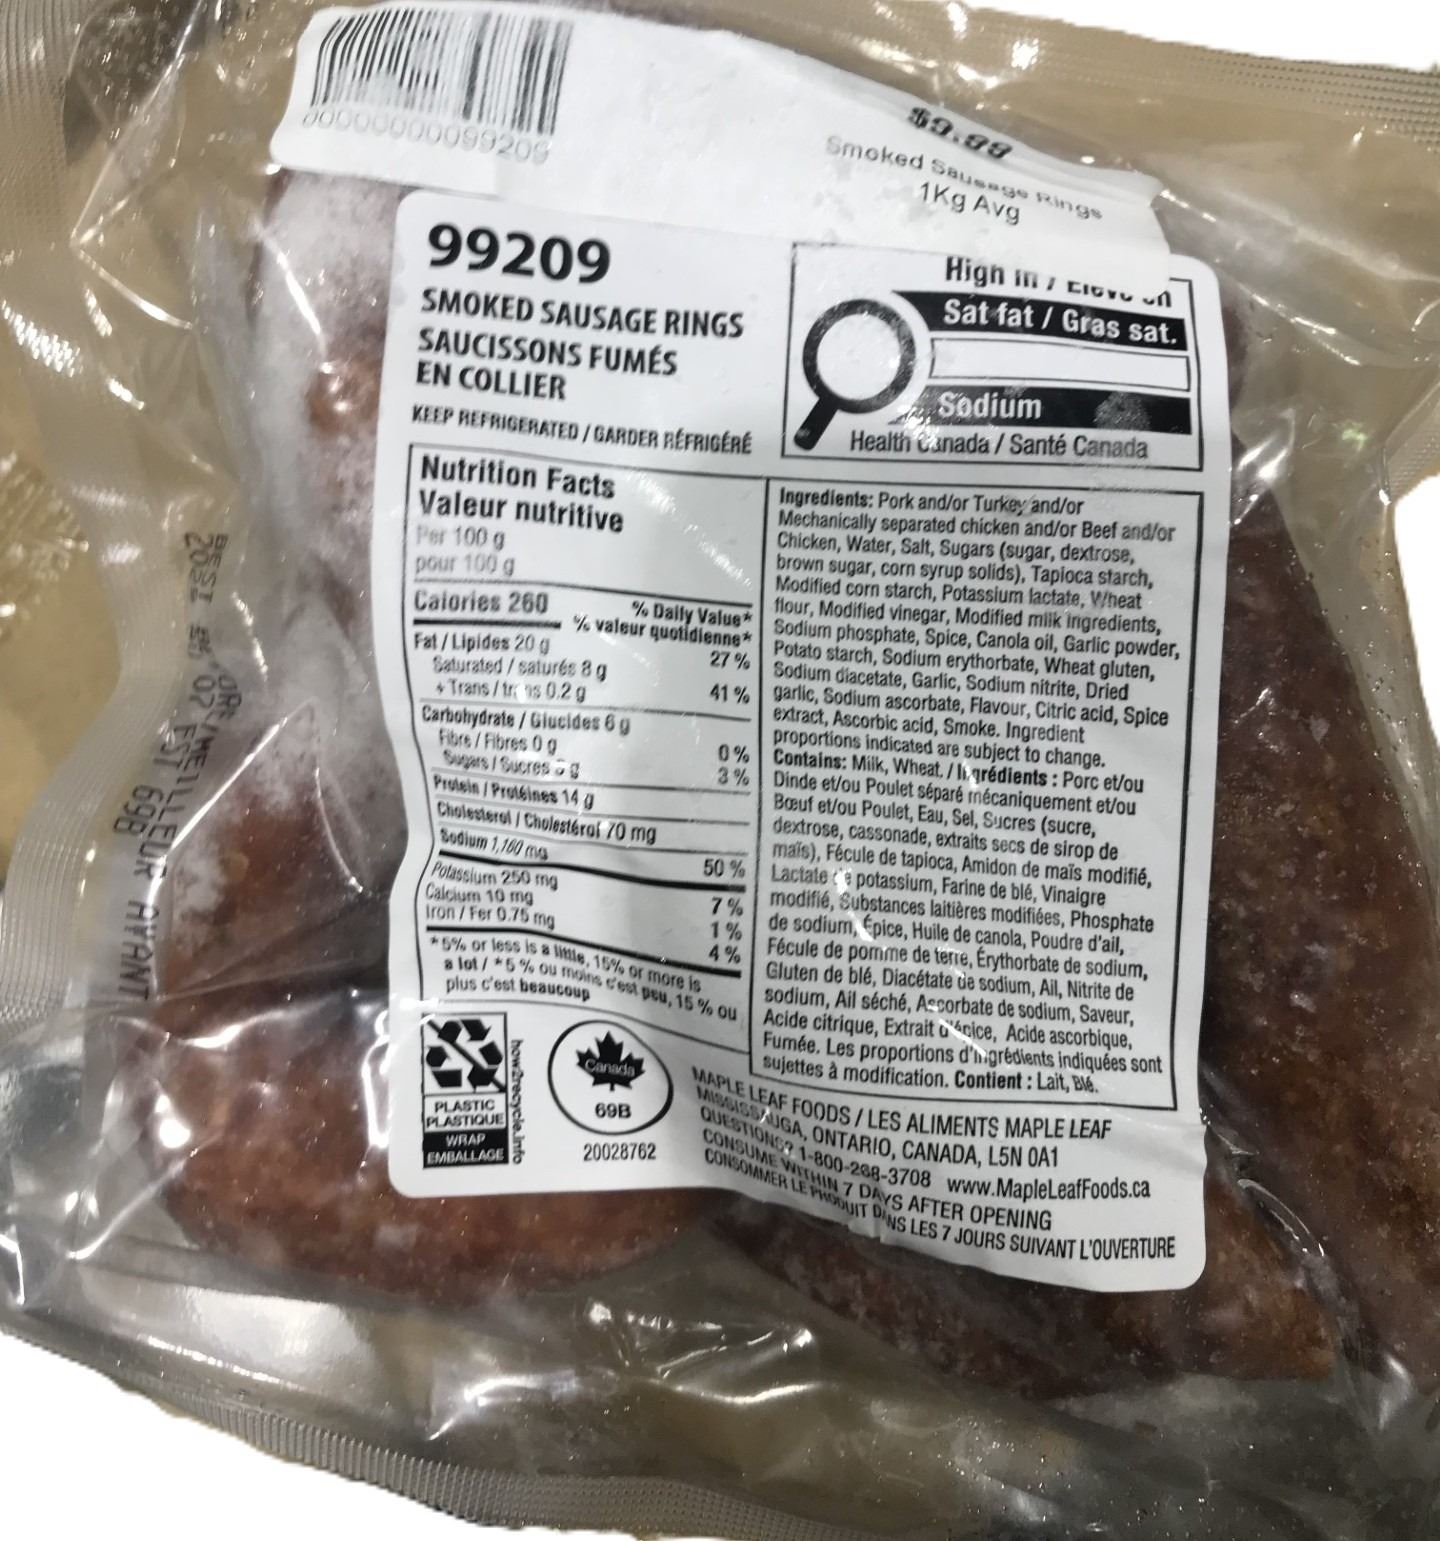 00000000099209
$9.99
Smoked Sausage Rings
1Kg Avg
99209
SMOKED SAUSAGE RINGS
SAUCISSONS FUMÉS
EN COLLIER
KEEP REFRIGERATED / GARDER RÉFRIGÉRÉ
High in / Élevé en
Sat fat / Gras sat.
Sodium
Health Canada / Santé Canada
Nutrition Facts
Valeur nutritive
Per 100 g
pour 100 g
Calories 260
% Daily Value*
% valeur quotidienne*
Fat / Lipides 20 g 27 %
Saturated / saturés 8 g
+ Trans / trans 0.2 g 41 %
Carbohydrate / Glucides 6 g
Fibre / Fibres 0 g 0 %
Sugars / Sucres g 3 %
Protein / Protéines 14 g
Cholesterol / Cholestérol 70 mg
Sodium 1,160 mg 50 %
Potassium 250 mg 7 %
Calcium 10 mg 1 %
Iron / Fer 0.75 mg 4 %
*5% or less is a little, 15% or more is
a lot / *5 % ou moins c'est peu, 15 % ou
plus c'est beaucoup
Ingredients: Pork and/or Turkey and/or
Mechanically separated chicken and/or Beef and/or
Chicken, Water, Salt, Sugars (sugar, dextrose,
brown sugar, corn syrup solids), Tapioca starch,
Modified corn starch, Potassium lactate, Wheat
flour, Modified vinegar, Modified milk ingredients,
Sodium phosphate, Spice, Canola oil, Garlic powder,
Potato starch, Sodium erythorbate, Wheat gluten,
Sodium diacetate, Garlic, Sodium nitrite, Dried
garlic, Sodium ascorbate, Flavour, Citric acid, Spice
extract, Ascorbic acid, Smoke. Ingredient
proportions indicated are subject to change.
Contains: Milk, Wheat. / Ingrédients : Porc et/ou
Dinde et/ou Poulet séparé mécaniquement et/ou
Bœuf et/ou Poulet, Eau, Sel, Sucres (sucre,
dextrose, cassonade, extraits secs de sirop de
maïs), Fécule de tapioca, Amidon de maïs modifié,
Lactate de potassium, Farine de blé, Vinaigre
modifié, Substances laitières modifiées, Phosphate
de sodium, Épice, Huile de canola, Poudre d'ail,
Fécule de pomme de terre, Érythorbate de sodium,
Gluten de blé, Diacétate de sodium, Ail, Nitrite de
sodium, Ail séché, Ascorbate de sodium, Saveur,
Acide citrique, Extrait d'épice, Acide ascorbique,
Fumée. Les proportions d'ingrédients indiquées sont
sujettes à modification. Contient : Lait, Blé.
PLASTIC
PLASTIQUE
WRAP
EMBALLAGE
how2recycle.info
Canada
69B
20028762
MAPLE LEAF FOODS / LES ALIMENTS MAPLE LEAF
MISSISSAUGA, ONTARIO, CANADA, L5N 0A1
QUESTIONS? 1-800-268-3708 www.MapleLeafFoods.ca
CONSUME WITHIN 7 DAYS AFTER OPENING
CONSOMMER LE PRODUIT DANS LES 7 JOURS SUIVANT L'OUVERTURE
BEST /MEILLEUR AVANT
07 EST 69B